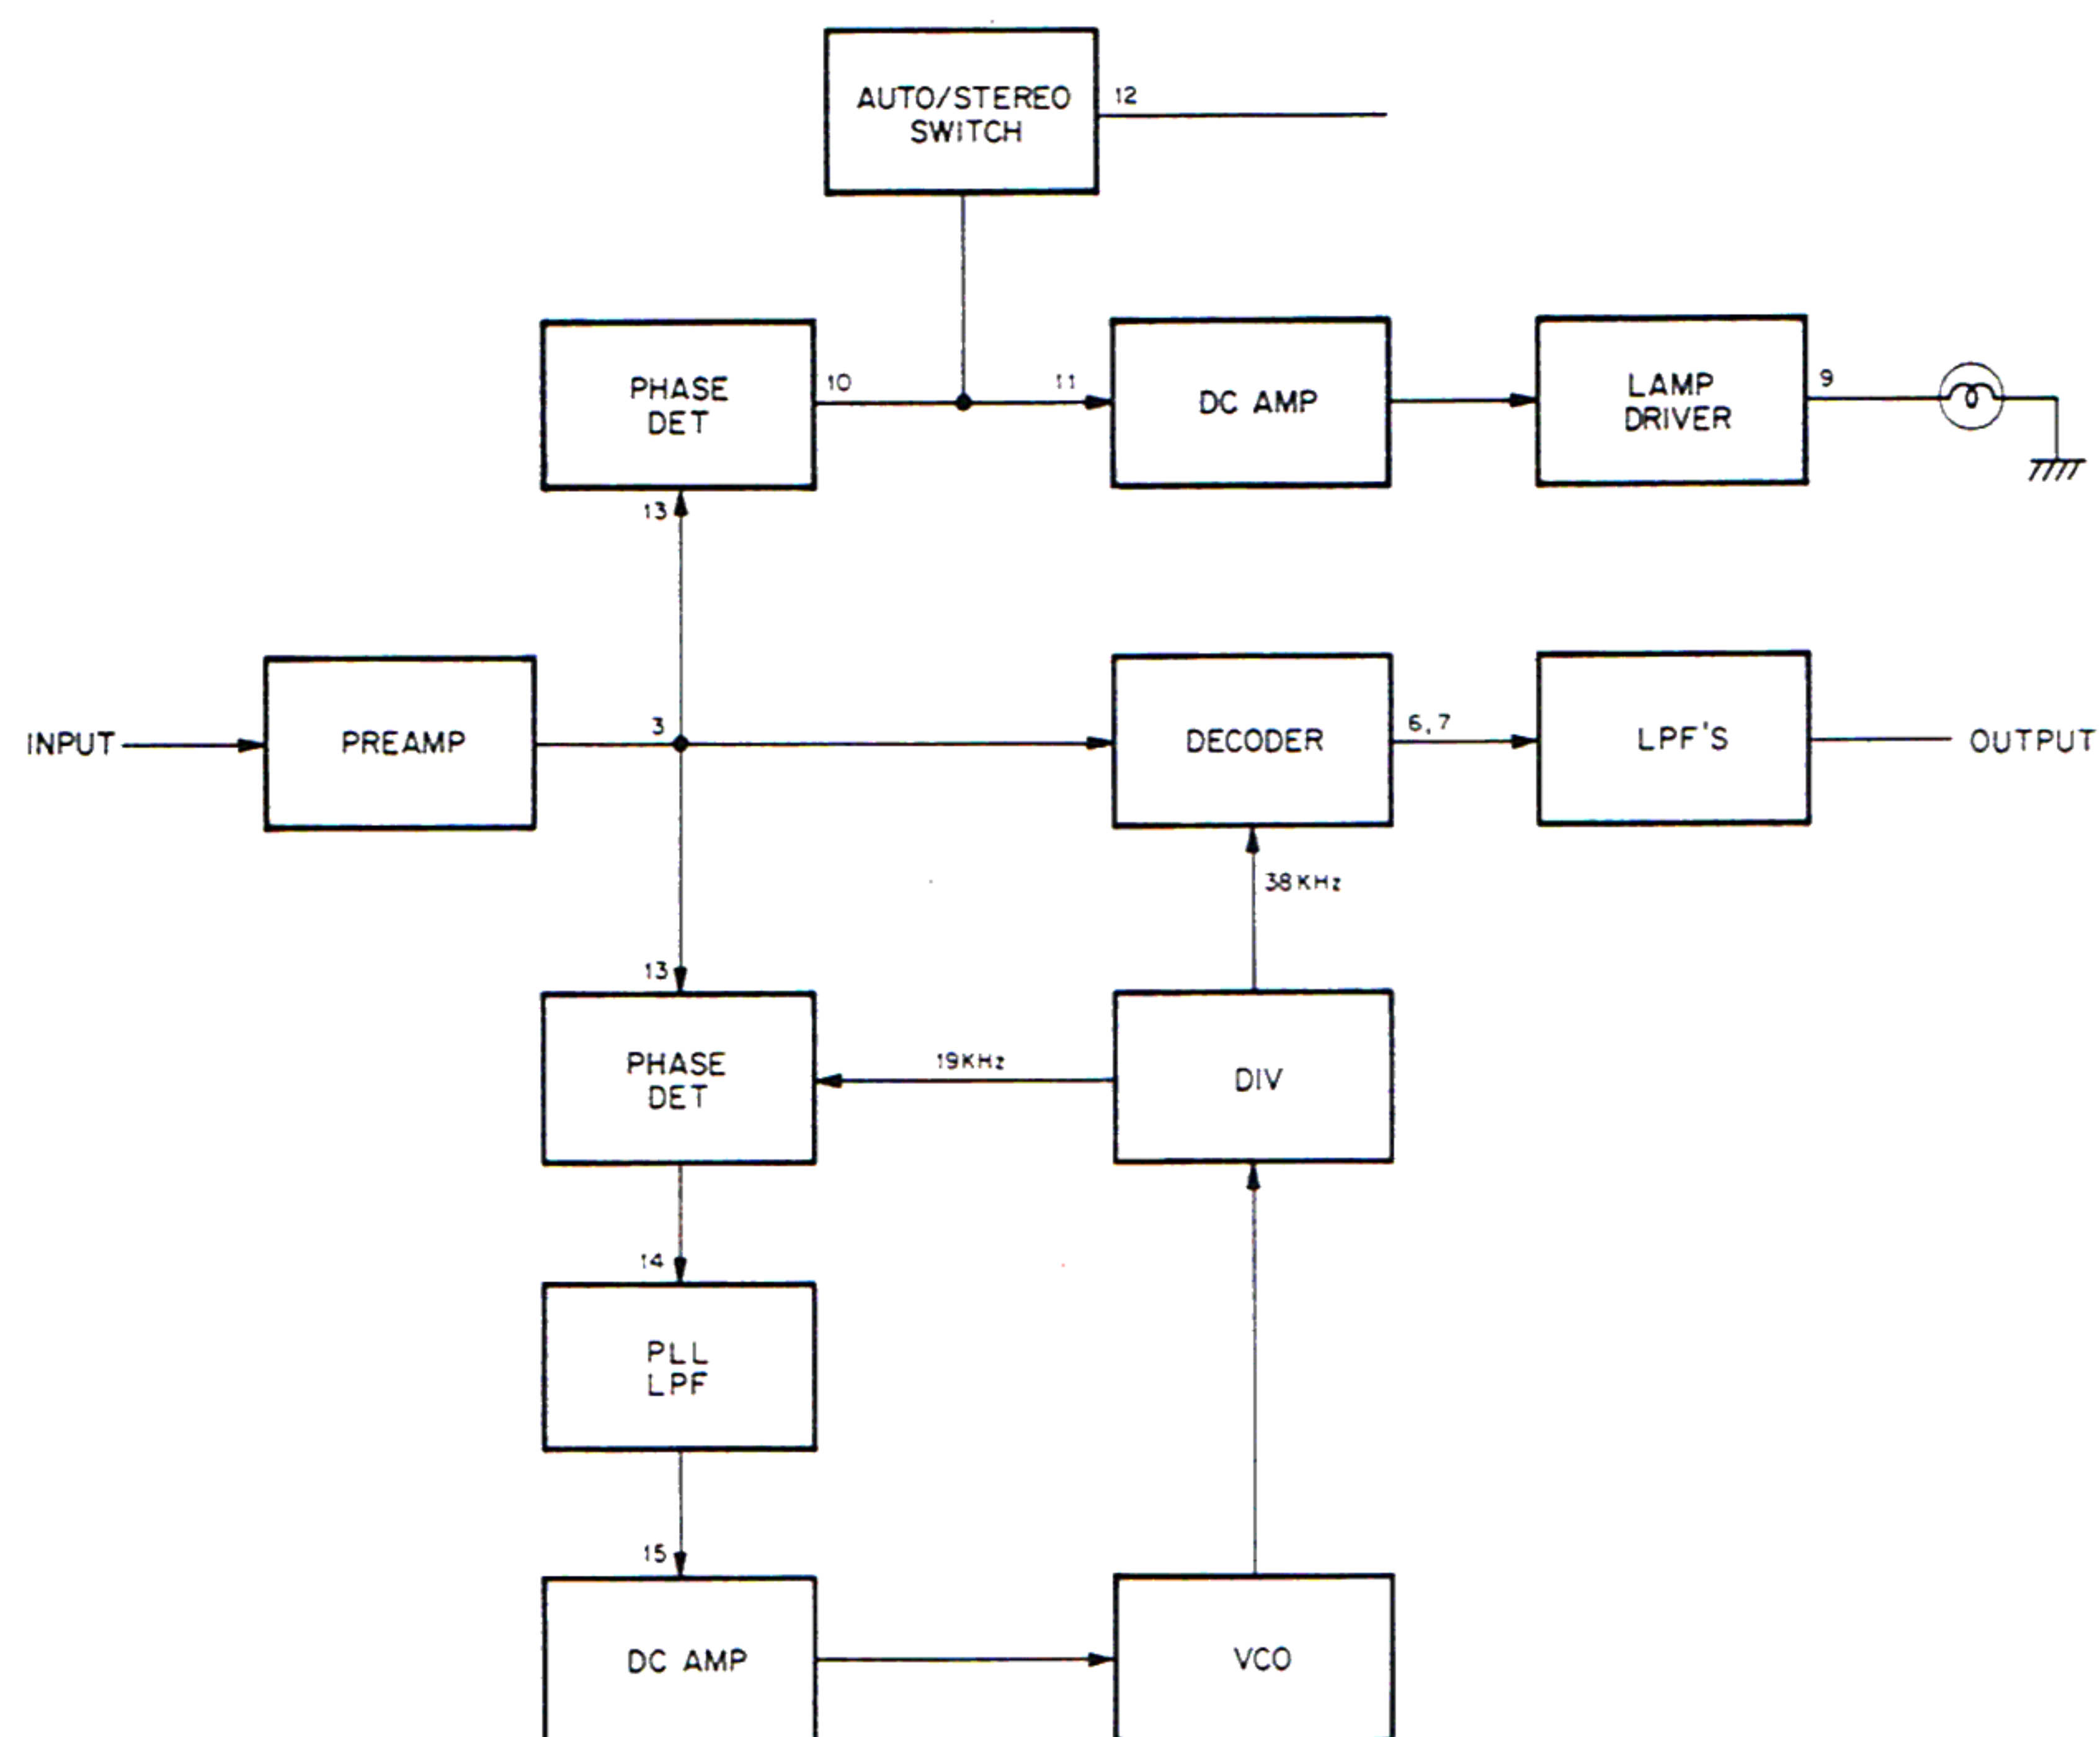 AUTO/STEREO
SWITCH
12
PHASE
DET
10
11
DC AMP
LAMP
DRIVER
9
13
INPUT
PREAMP
3
DECODER
6,7
LPF'S
OUTPUT
38KHz
13
PHASE
DET
19KHz
DIV
14
PLL
LPF
15
DC AMP
VCO